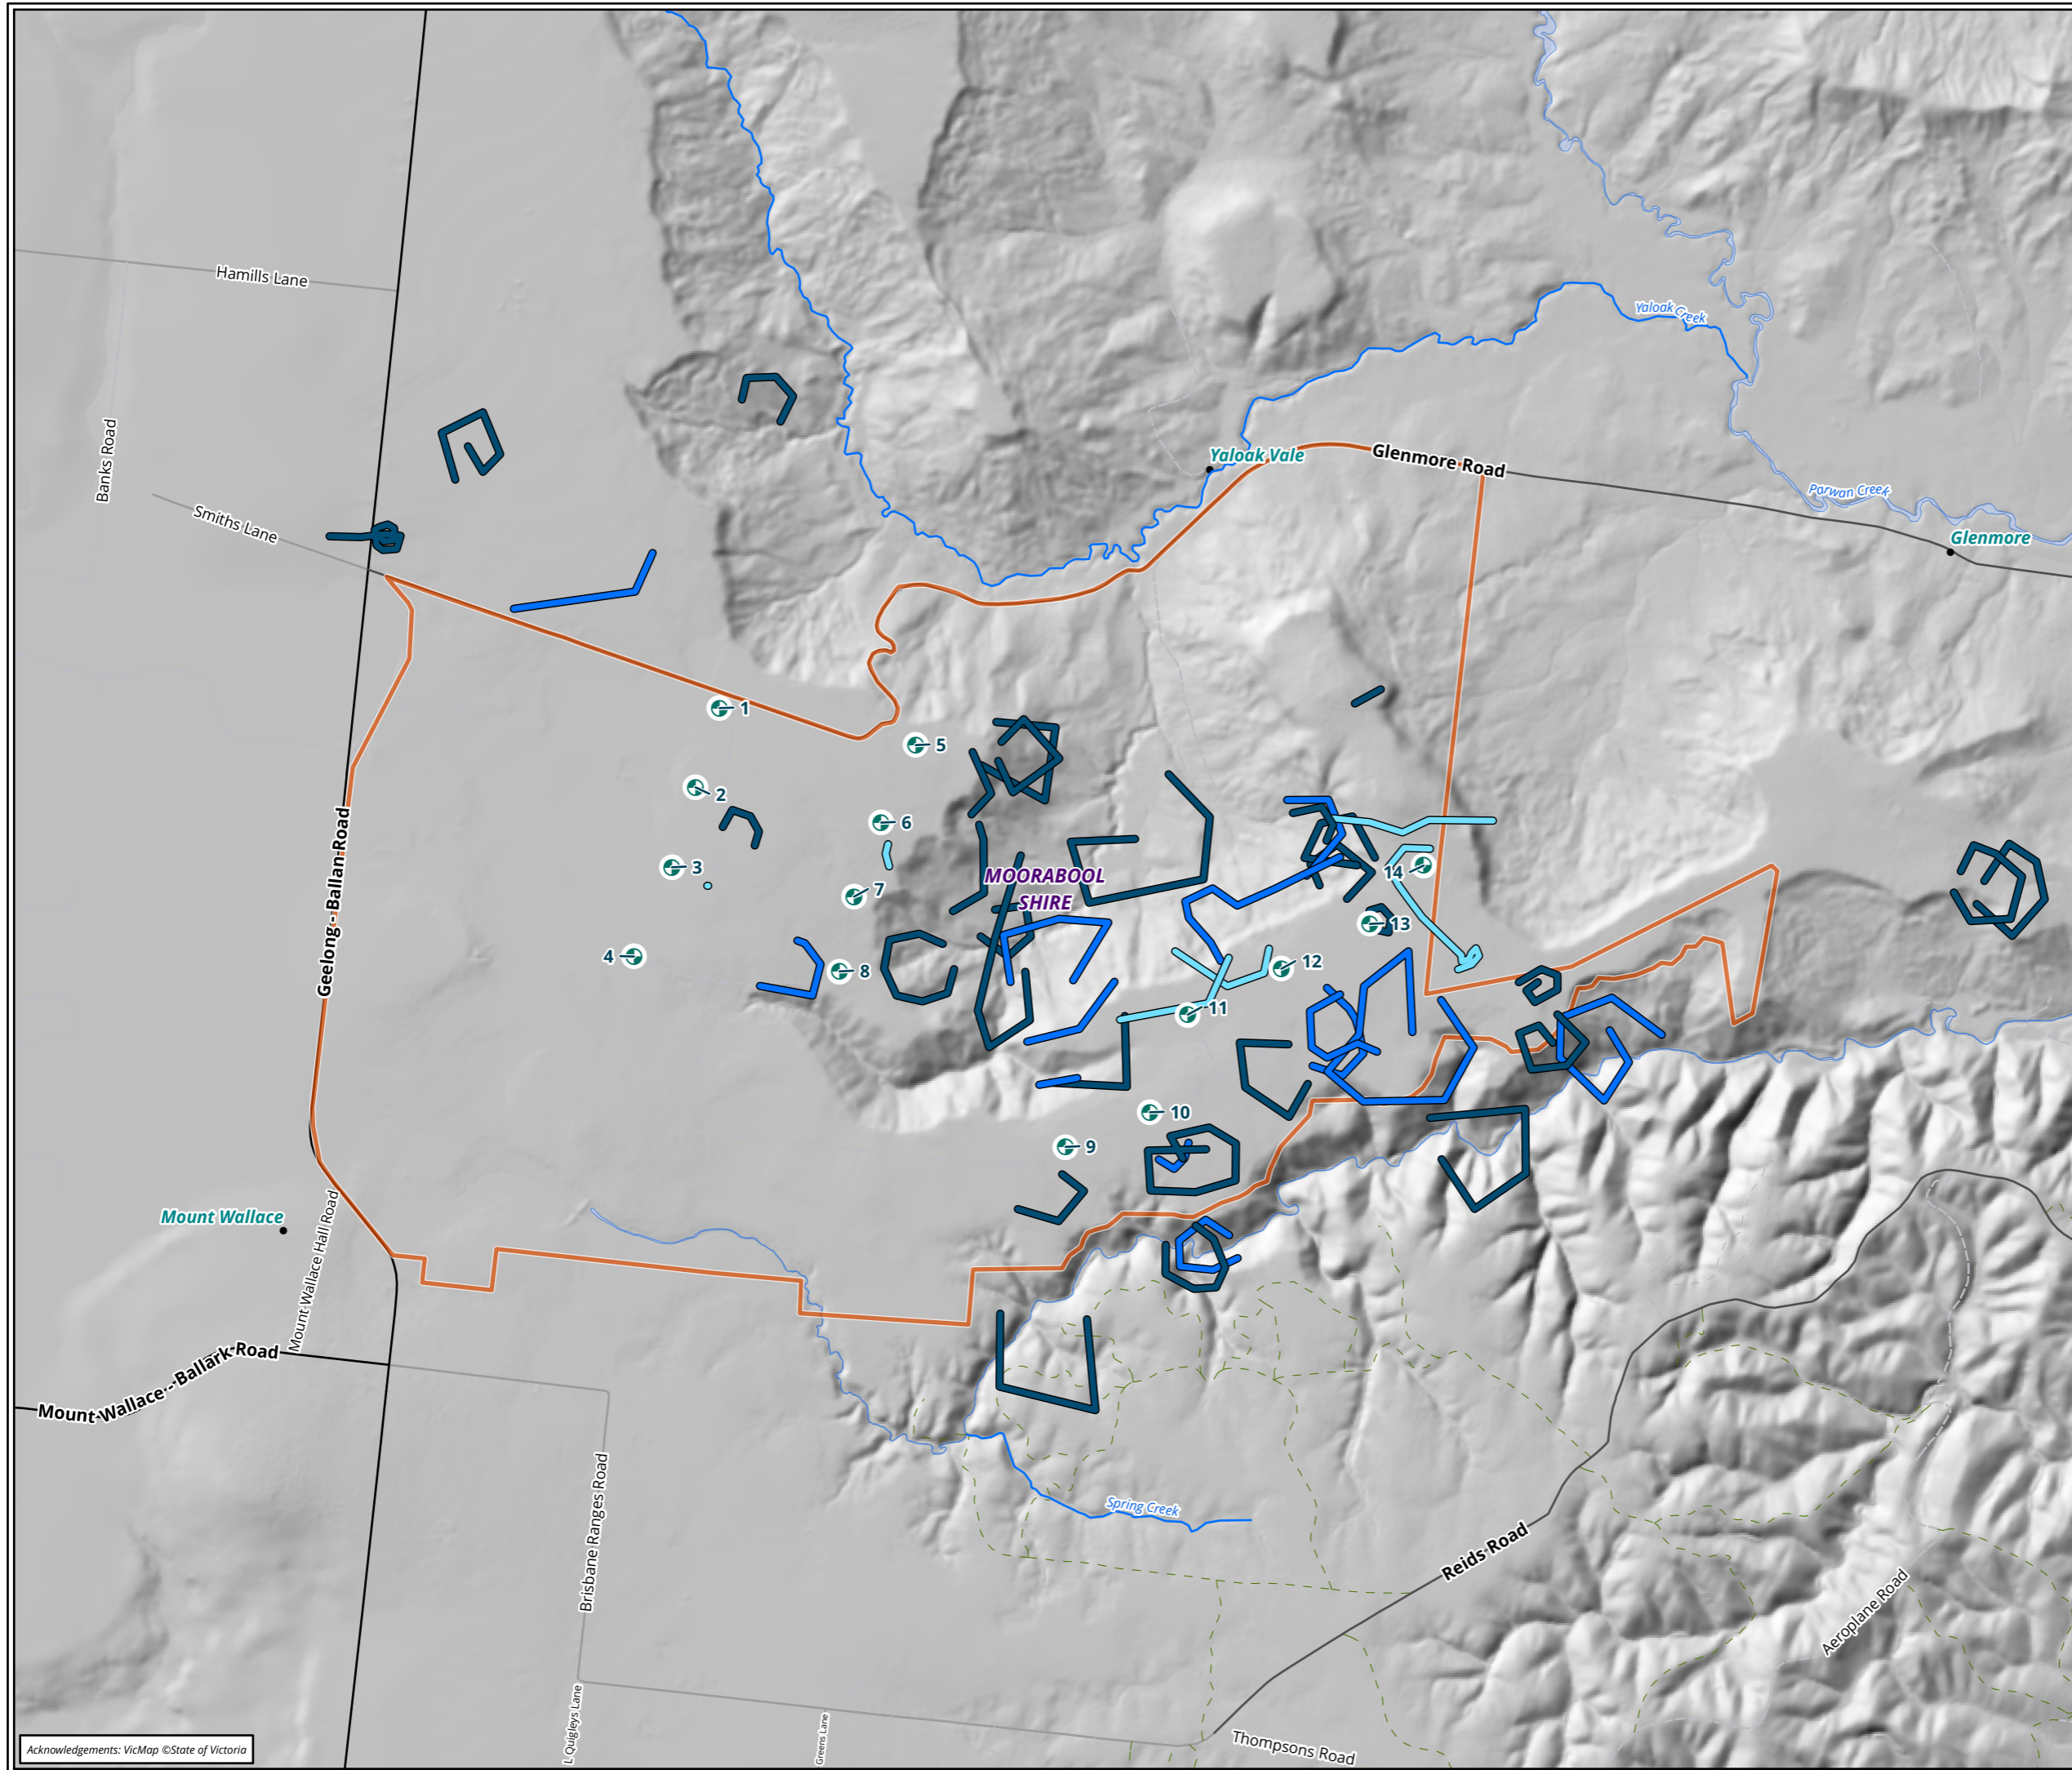 Hamills Lane
Yaloak Creek
Banks Road
Yaloak Vale
Glenmore Road
Parwan Creek
Smiths Lane
Glenmore
1
5
2
6
3
14
MOORABOOL
SHIRE
7
13
Geelong - Ballan Road
4
8
12
11
10
9
Mount Wallace
Mount Wallace Hall Road
Mount Wallace - Ballark Road
Brisbane Ranges Road
Spring Creek
Reids Road
Aeroplane Road
L Quigleys Lane
Greens Lane
Thompsons Road
Acknowledgements: VicMap ©State of Victoria